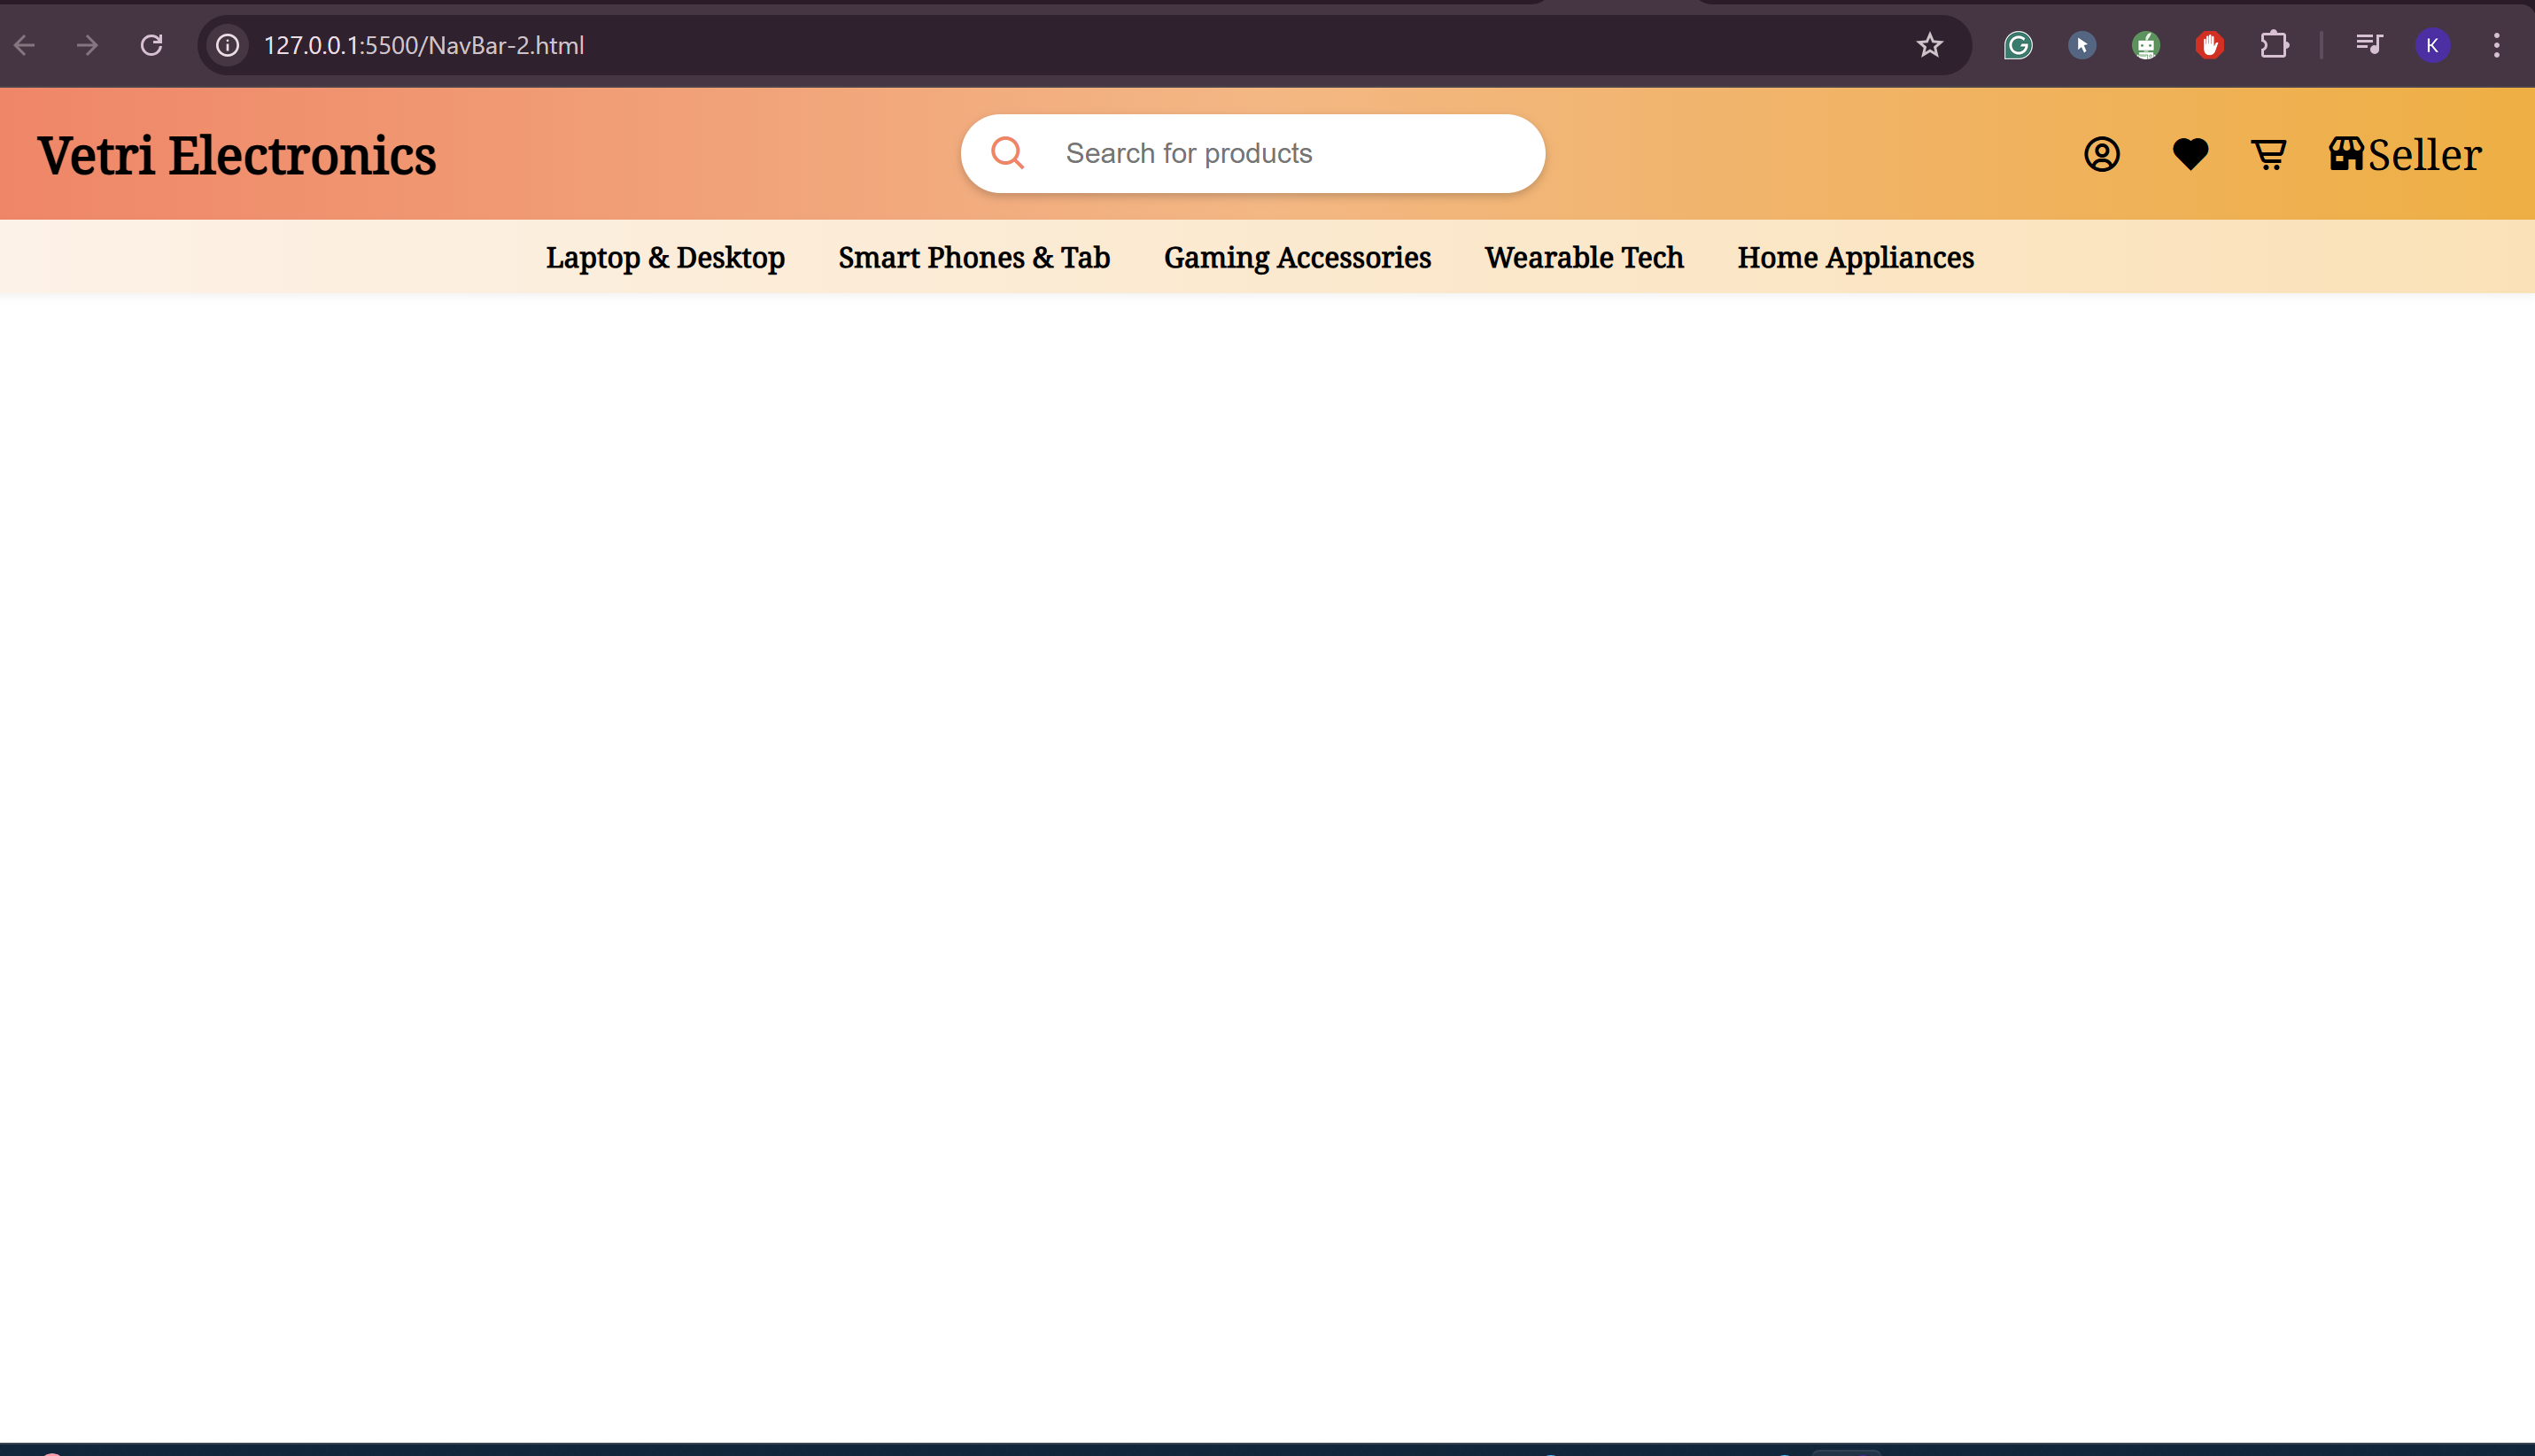 127.0.0.1:5500/NavBar-2.html
K
Vetri Electronics
Search for products
Seller
Laptop & Desktop Smart Phones & Tab Gaming Accessories Wearable Tech Home Appliances